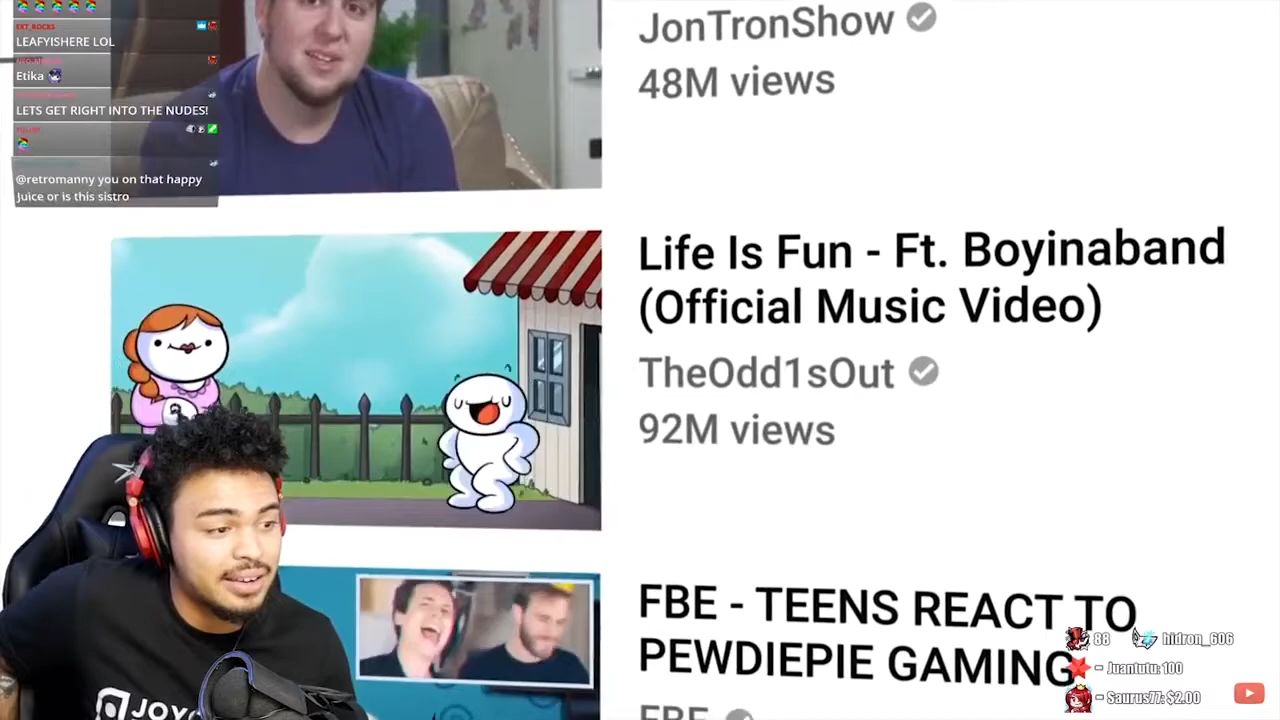 EXT_ROCKS
LEAFYISHERE LOL
Etika
LETS GET RIGHT INTO THE NUDES!
@retromanny you on that happy
Juice or is this sistro
JonTronShow
48M views
Life Is Fun - Ft. Boyinaband
(Official Music Video)
TheOdd1sOut
92M views
FBE - TEENS REACT TO
PEWDIEPIE GAMING
FBE
88
hidron_606
- Juantutu: 100
- Saurus77: $2.00